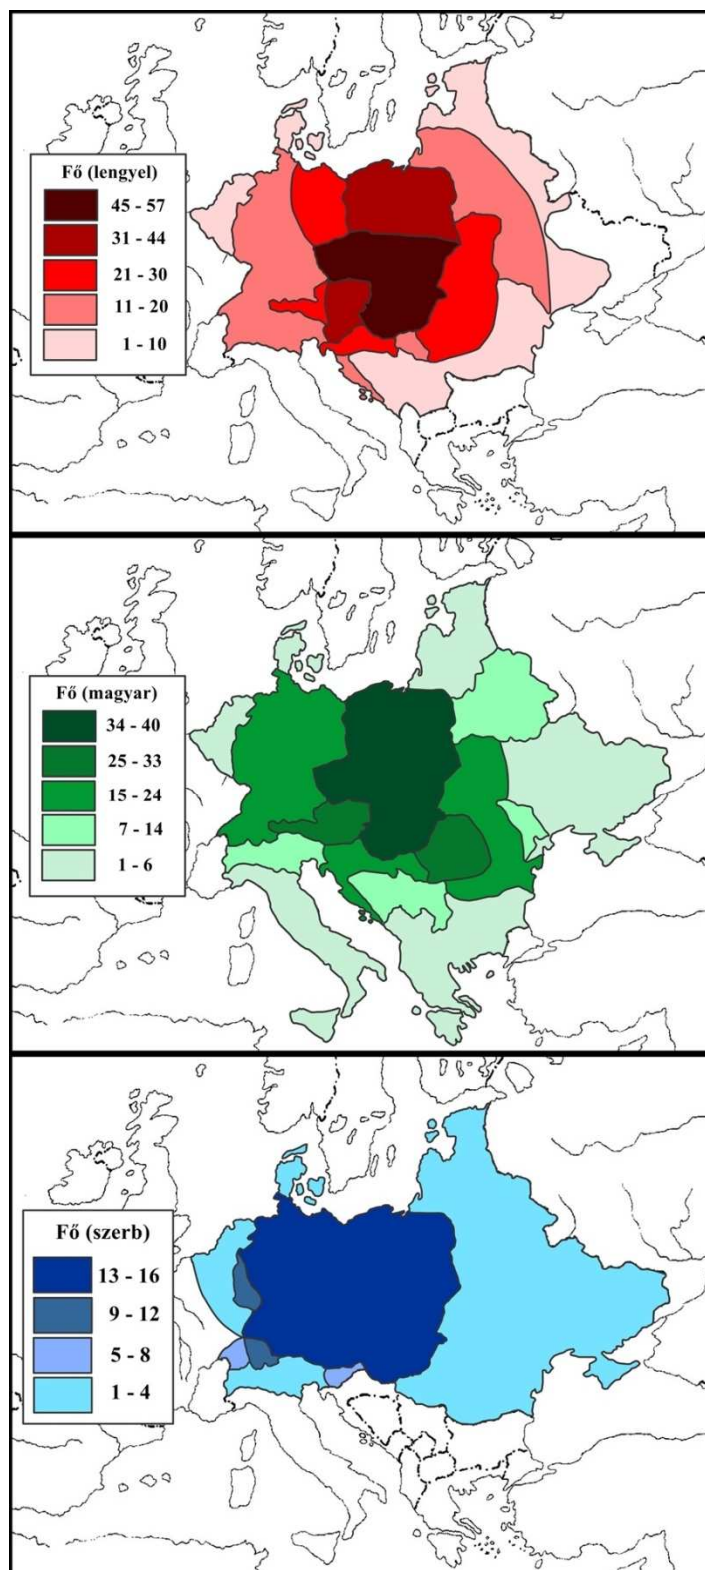 Fő (lengyel)
45 - 57
31 - 44
21 - 30
11 - 20
1 - 10
Fő (magyar)
34 - 40
25 - 33
15 - 24
7 - 14
1 - 6
Fő (szerb)
13 - 16
9 - 12
5 - 8
1 - 4